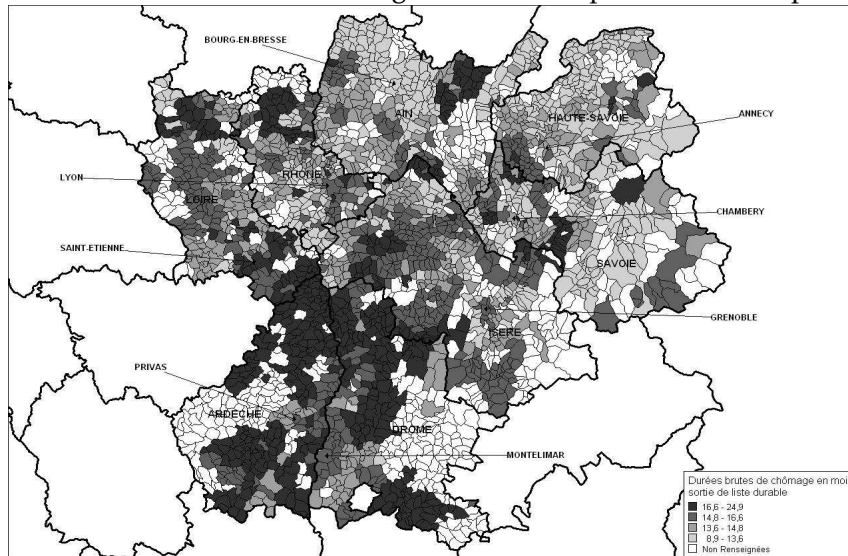 BOURG-EN-BRESSE
AIN
HAUTE-SAVOIE
ANNECY
LYON
RHONE
LOIRE
CHAMBERY
SAINT-ETIENNE
SAVOIE
ISERE
GRENOBLE
PRIVAS
ARDECHE
DROME
MONTELIMAR
Durées brutes de chômage en moi
sortie de liste durable
16,6 - 24,9
14,8 - 16,6
13,6 - 14,8
8,9 - 13,6
Non Renseignées